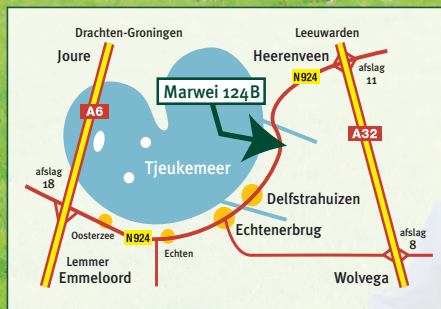 Drachten-Groningen
Leeuwarden
Joure
Heerenveen
afslag
11
N924
Marwei 124B
A6
A32
Tjeukemeer
afslag
18
Delfstrahuizen
Echtenerbrug
Oosterzee
N924
Echten
afslag
8
Lemmer
Emmeloord
Wolvega